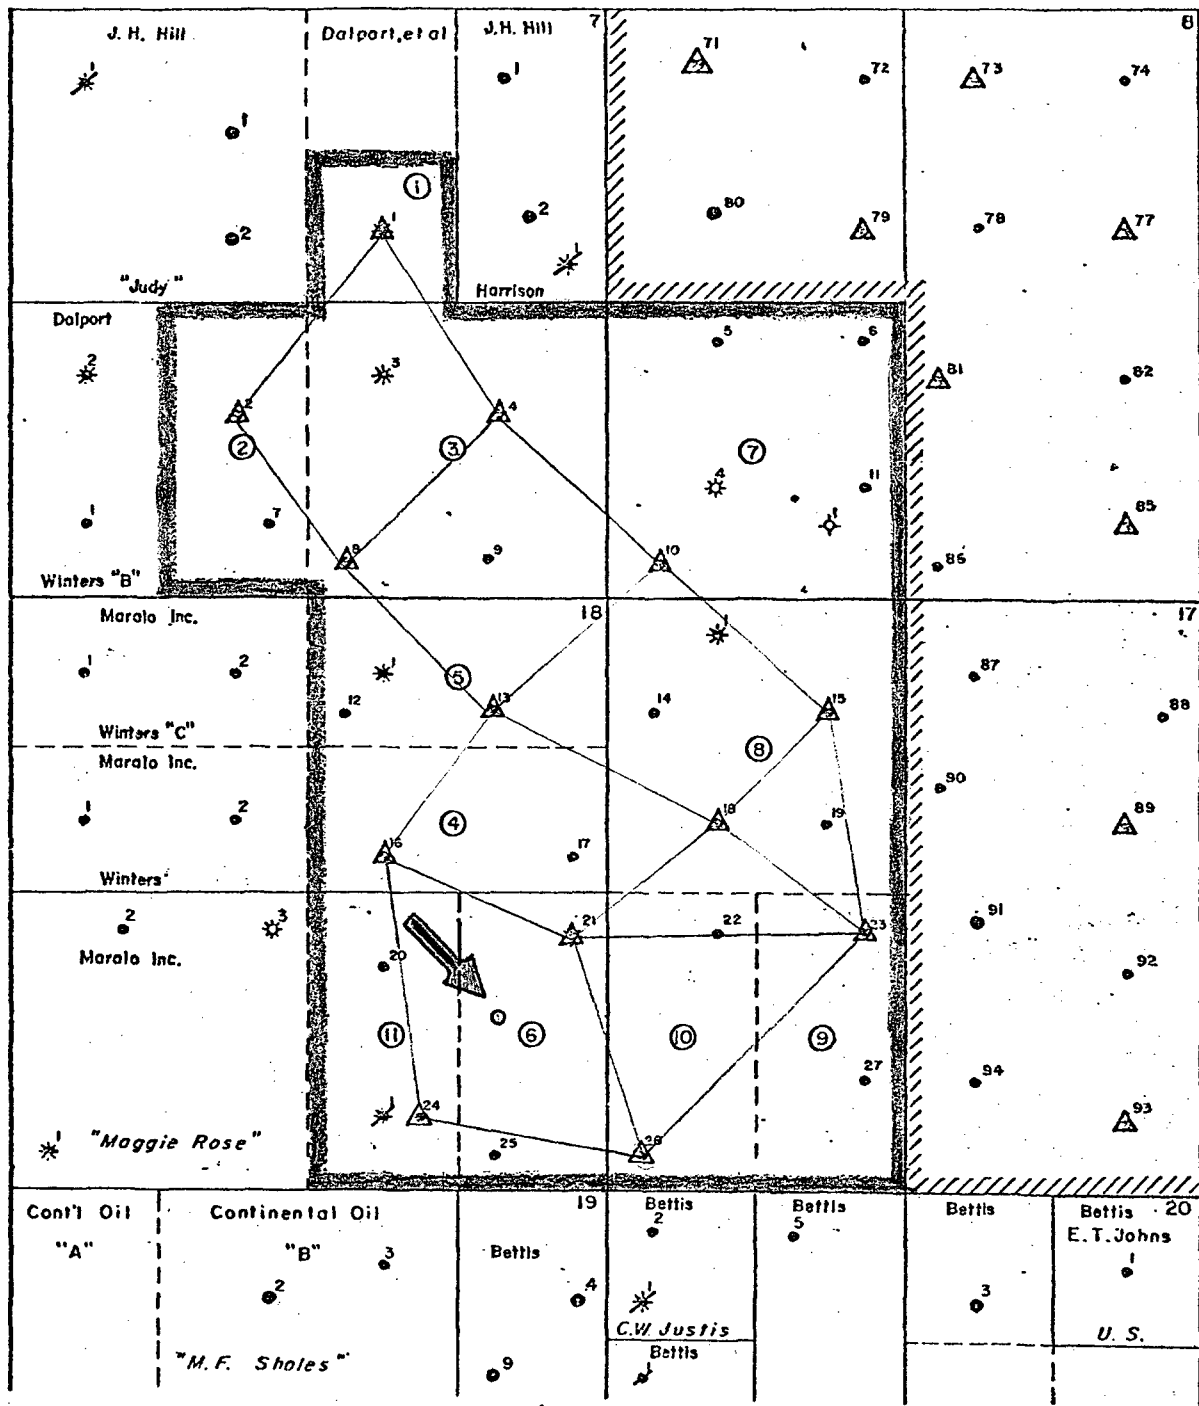 J. H. Hill Dalport, et al J.H. Hill 7 8
1 1 71 72 73 74
1
1
2 2 1 80 79 78 77
"Judy" Harrison
Dalport 5 6
2 3 81 82
2 4
2 3 7
4 11
1 7 1 85
8 9 10 86
Winters "B"
Maralo Inc. 18 17
1
1 2 1 5 87
12 13 14 15 88
Winters "C"
8
Maralo Inc. 90
1 2 4 18 19 89
16 17
Winters
2 3 21 22 23 91
Maralo Inc. 20 92
11 6 10 9
27 94
1 24 93
1 "Maggie Rose" 25 26
Cont'l Oil Continental Oil 19 Bettis Bettis Bettis Bettis 20
"A" "B" Bettis 2 5 E.T. Johns
3 1
2 4 1 3
C.W. Justis U. S.
"M. F. Sholes" 9 Bettis
1